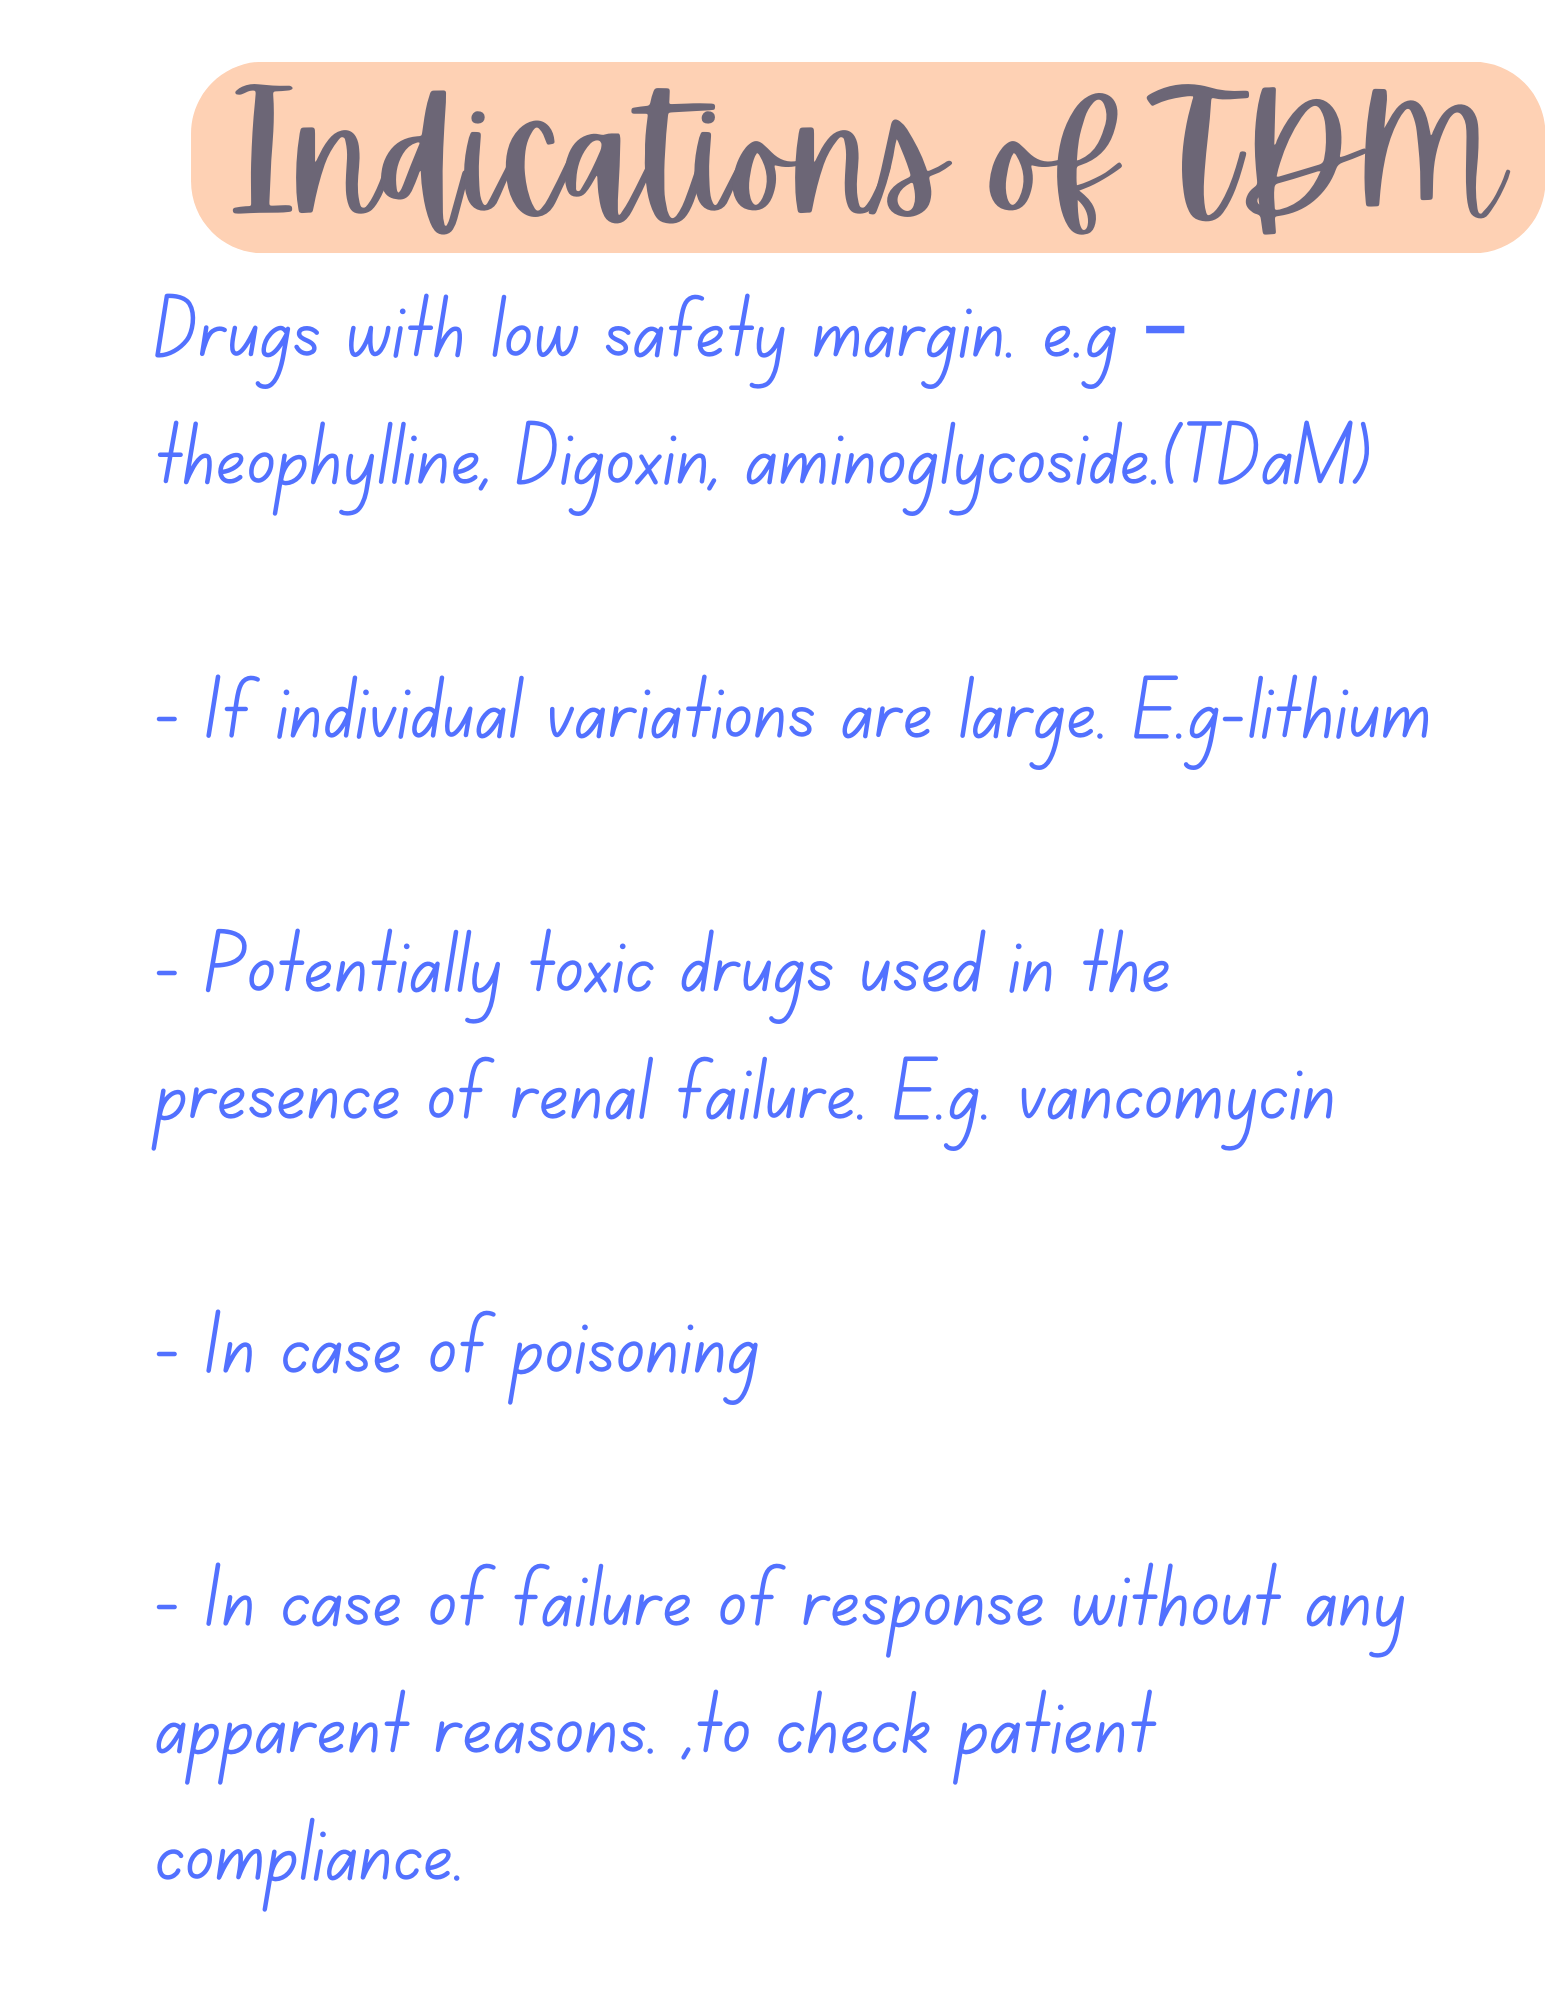 Indications of TDM
Drugs with low safety margin. e.g –
theophylline, Digoxin, aminoglycoside.(TDaM)
- If individual variations are large. E.g-lithium
- Potentially toxic drugs used in the
presence of renal failure. E.g. vancomycin
- In case of poisoning
- In case of failure of response without any
apparent reasons. ,to check patient
compliance.